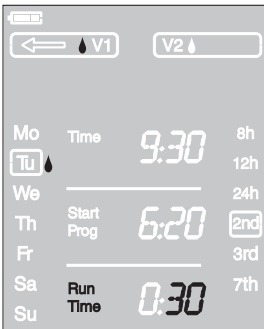 V1 V2
Mo Time 9:30 8h
Tu 12h
We 24h
Th Start Prog 6:20 2nd
Fr 3rd
Sa Run Time 0:30 7th
Su